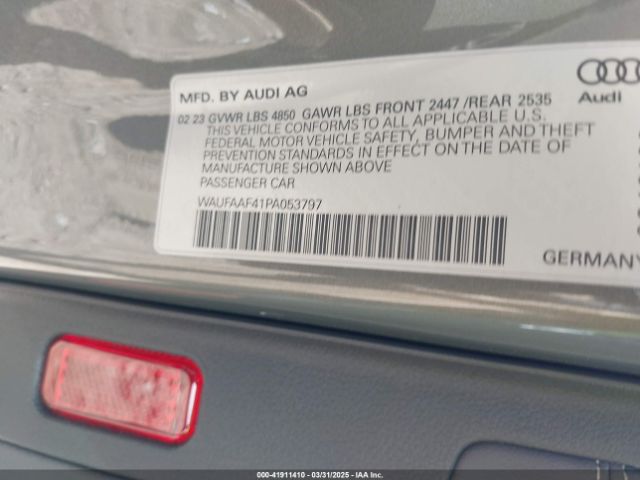 MFD. BY AUDI AG
02 23 GVWR LBS 4850 GAWR LBS FRONT 2447 /REAR 2535
THIS VEHICLE CONFORMS TO ALL APPLICABLE U.S.
FEDERAL MOTOR VEHICLE SAFETY, BUMPER AND THEFT
PREVENTION STANDARDS IN EFFECT ON THE DATE OF
MANUFACTURE SHOWN ABOVE
PASSENGER CAR
WAUFAAF41PA053797
Audi
GERMANY
000-41911410 - 03/31/2025 - IAAI Inc.